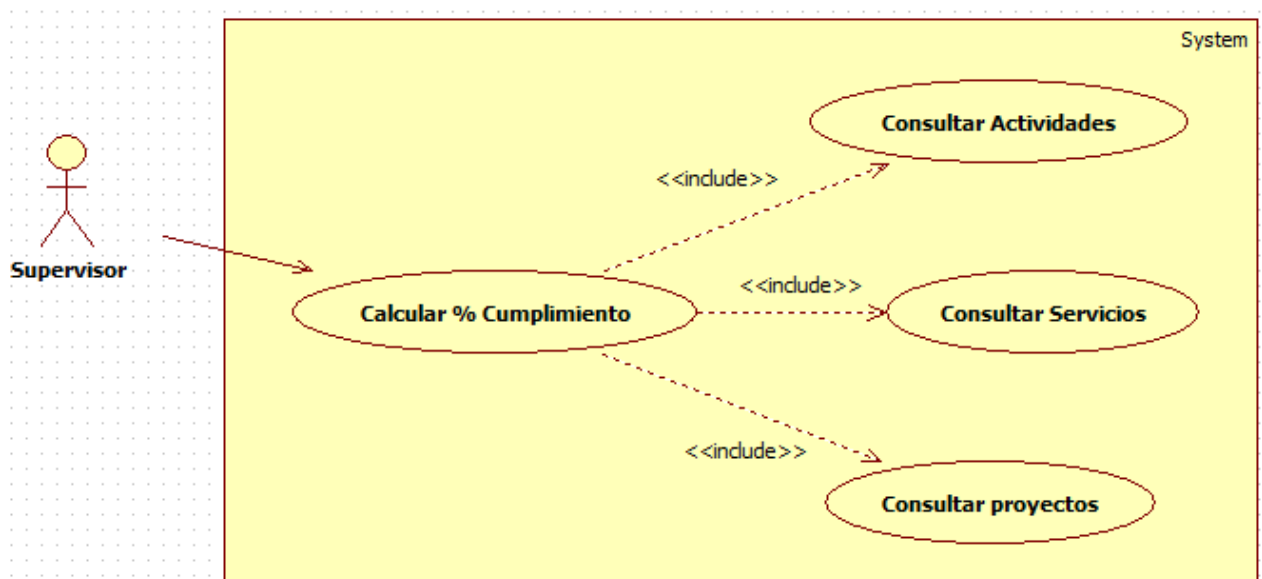 System
Consultar Actividades
<<include>>
Supervisor
<<include>>
Calcular % Cumplimiento
Consultar Servicios
<<include>>
Consultar proyectos